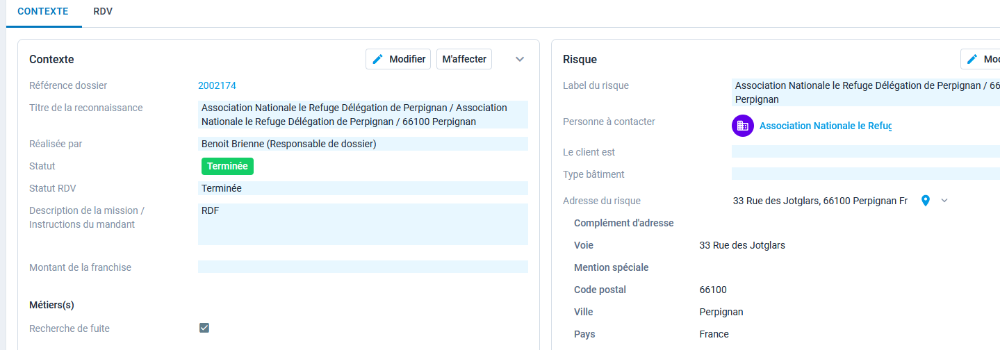 CONTEXTE RDV
Contexte
Modifier M'affecter
Référence dossier 2002174
Titre de la reconnaissance Association Nationale le Refuge Délégation de Perpignan / Association
Nationale le Refuge Délégation de Perpignan / 66100 Perpignan
Réalisée par Benoit Brienne (Responsable de dossier)
Statut Terminée
Statut RDV Terminée
Description de la mission / RDF
Instructions du mandant
Montant de la franchise
Métiers(s)
Recherche de fuite
Risque
Label du risque Association Nationale le Refuge Délégation de Perpignan / 66
Perpignan
Personne à contacter Association Nationale le Refug
Le client est
Type bâtiment
Adresse du risque 33 Rue des Jotglars, 66100 Perpignan Fr
Complément d'adresse
Voie 33 Rue des Jotglars
Mention spéciale
Code postal 66100
Ville Perpignan
Pays France